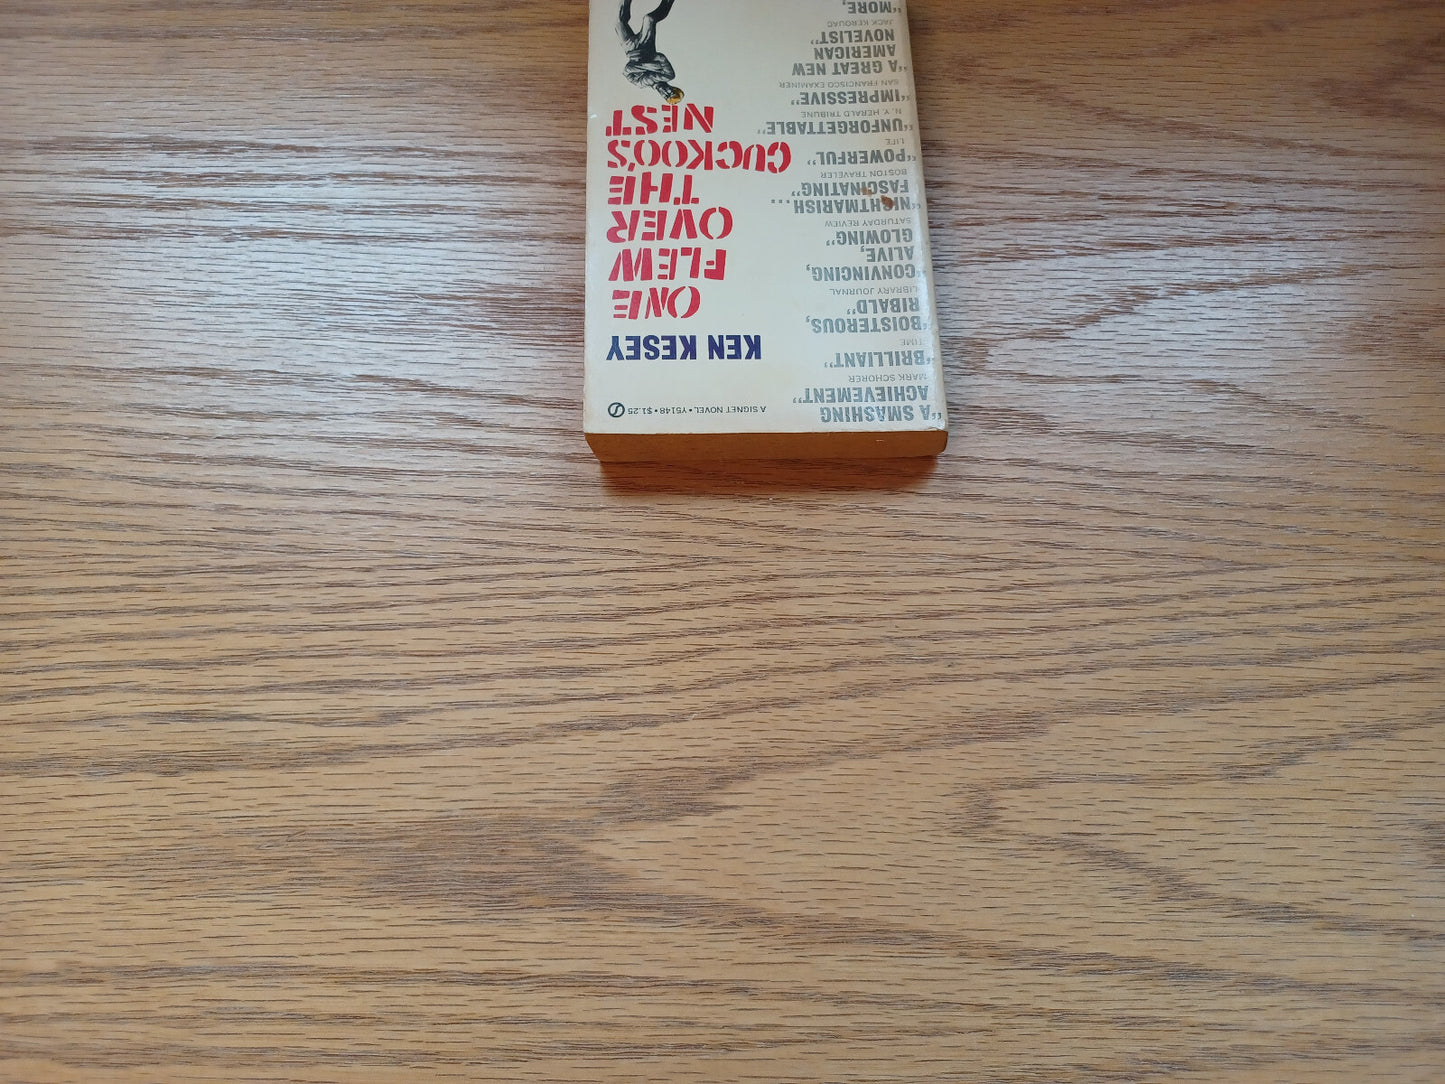 A SIGNET NOVEL • Y5148 • $1.25
KEN KESEY
ONE
FLEW
OVER
THE
CUCKOO'S
NEST
"A SMASHING
ACHIEVEMENT"
MARK SCHORER
"BRILLIANT"
TIME
"BOISTEROUS,
RIBALD"
LIBRARY JOURNAL
"CONVINCING,
ALIVE,
GLOWING"
SATURDAY REVIEW
"NIGHTMARISH...
FASCINATING"
BOSTON TRAVELER
"POWERFUL"
LIFE
"UNFORGETTABLE"
N. Y. HERALD TRIBUNE
"IMPRESSIVE"
SAN FRANCISCO EXAMINER
"A GREAT NEW
AMERICAN
NOVELIST"
JACK KEROUAC
"MORE,